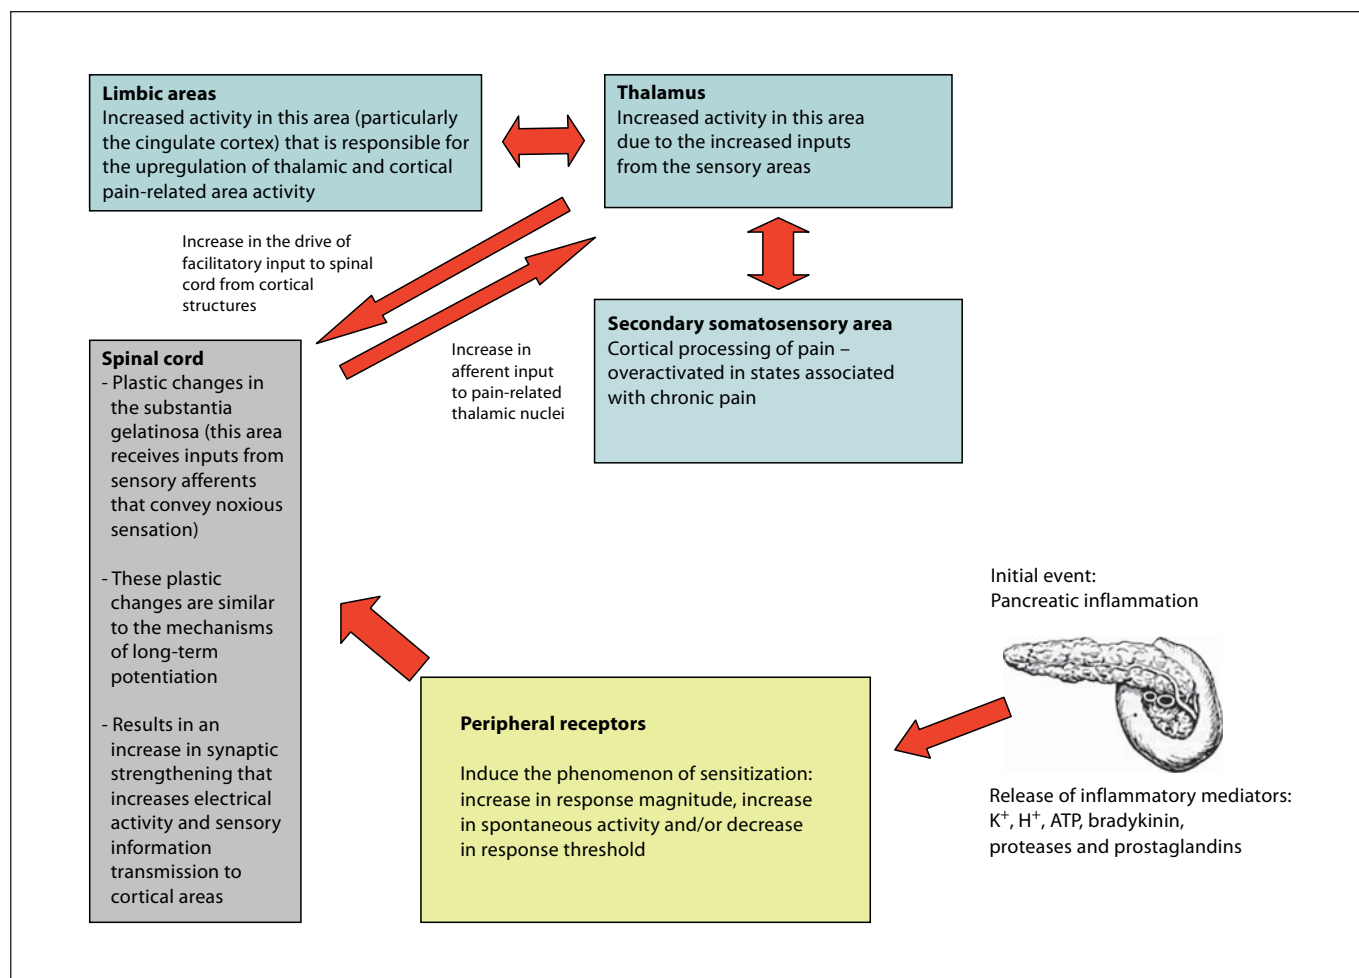 Limbic areas
Increased activity in this area (particularly
the cingulate cortex) that is responsible for
the upregulation of thalamic and cortical
pain-related area activity
Thalamus
Increased activity in this area
due to the increased inputs
from the sensory areas
Increase in the drive of
facilitatory input to spinal
cord from cortical
structures
Increase in
afferent input
to pain-related
thalamic nuclei
Secondary somatosensory area
Cortical processing of pain –
overactivated in states associated
with chronic pain
Spinal cord
- Plastic changes in
the substantia
gelatinosa (this area
receives inputs from
sensory afferents
that convey noxious
sensation)
- These plastic
changes are similar
to the mechanisms
of long-term
potentiation
- Results in an
increase in synaptic
strengthening that
increases electrical
activity and sensory
information
transmission to
cortical areas
Peripheral receptors
Induce the phenomenon of sensitization:
increase in response magnitude, increase
in spontaneous activity and/or decrease
in response threshold
Initial event:
Pancreatic inflammation
Release of inflammatory mediators:
K⁺, H⁺, ATP, bradykinin,
proteases and prostaglandins